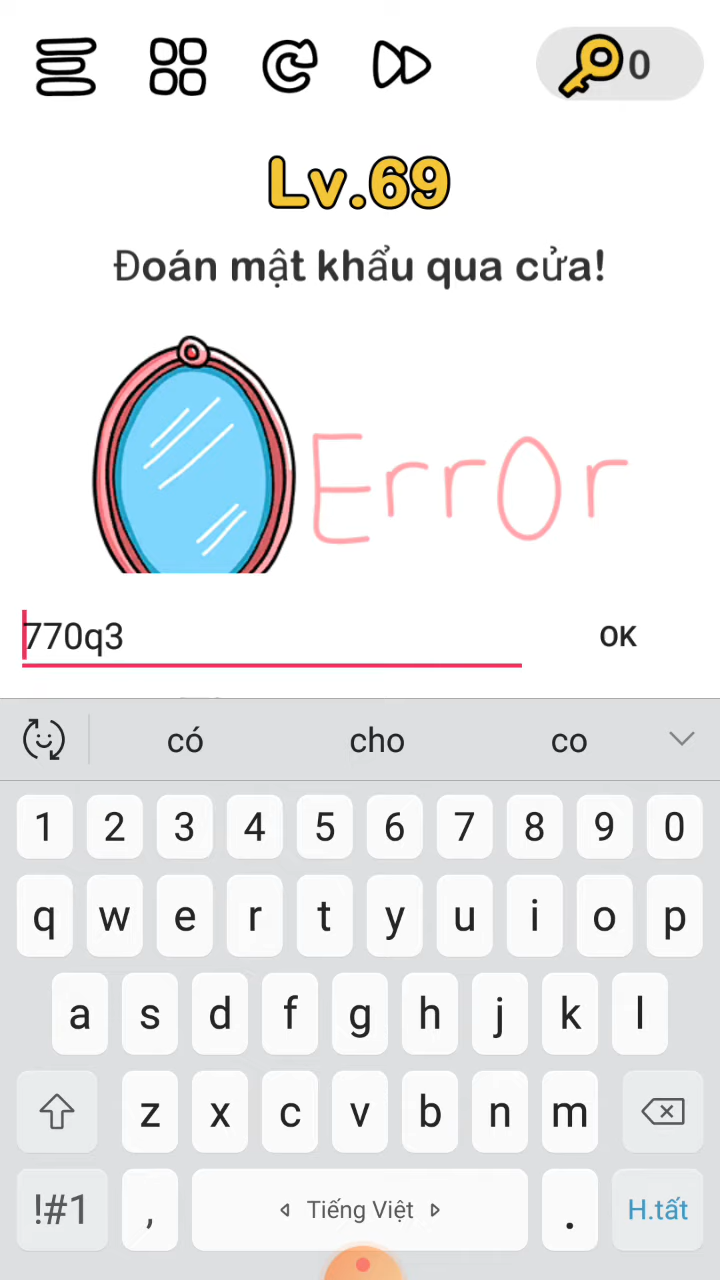 0
Lv.69
Đoán mật khẩu qua cửa!
ErrOr
770q3 OK
có cho co
1 2 3 4 5 6 7 8 9 0
q w e r t y u i o p
a s d f g h j k l
z x c v b n m
!#1 , Tiếng Việt . H.tất